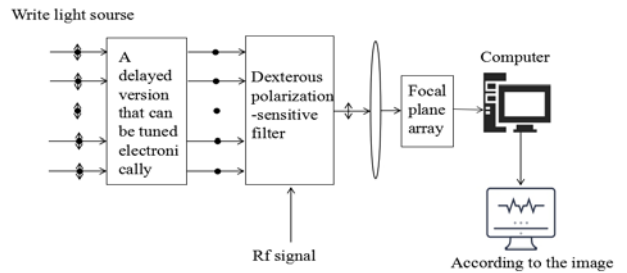 Write light sourse
A
delayed
version
that can
be tuned
electroni
cally
Dexterous
polarization
-sensitive
filter
Rf signal
Focal
plane
array
Computer
According to the image